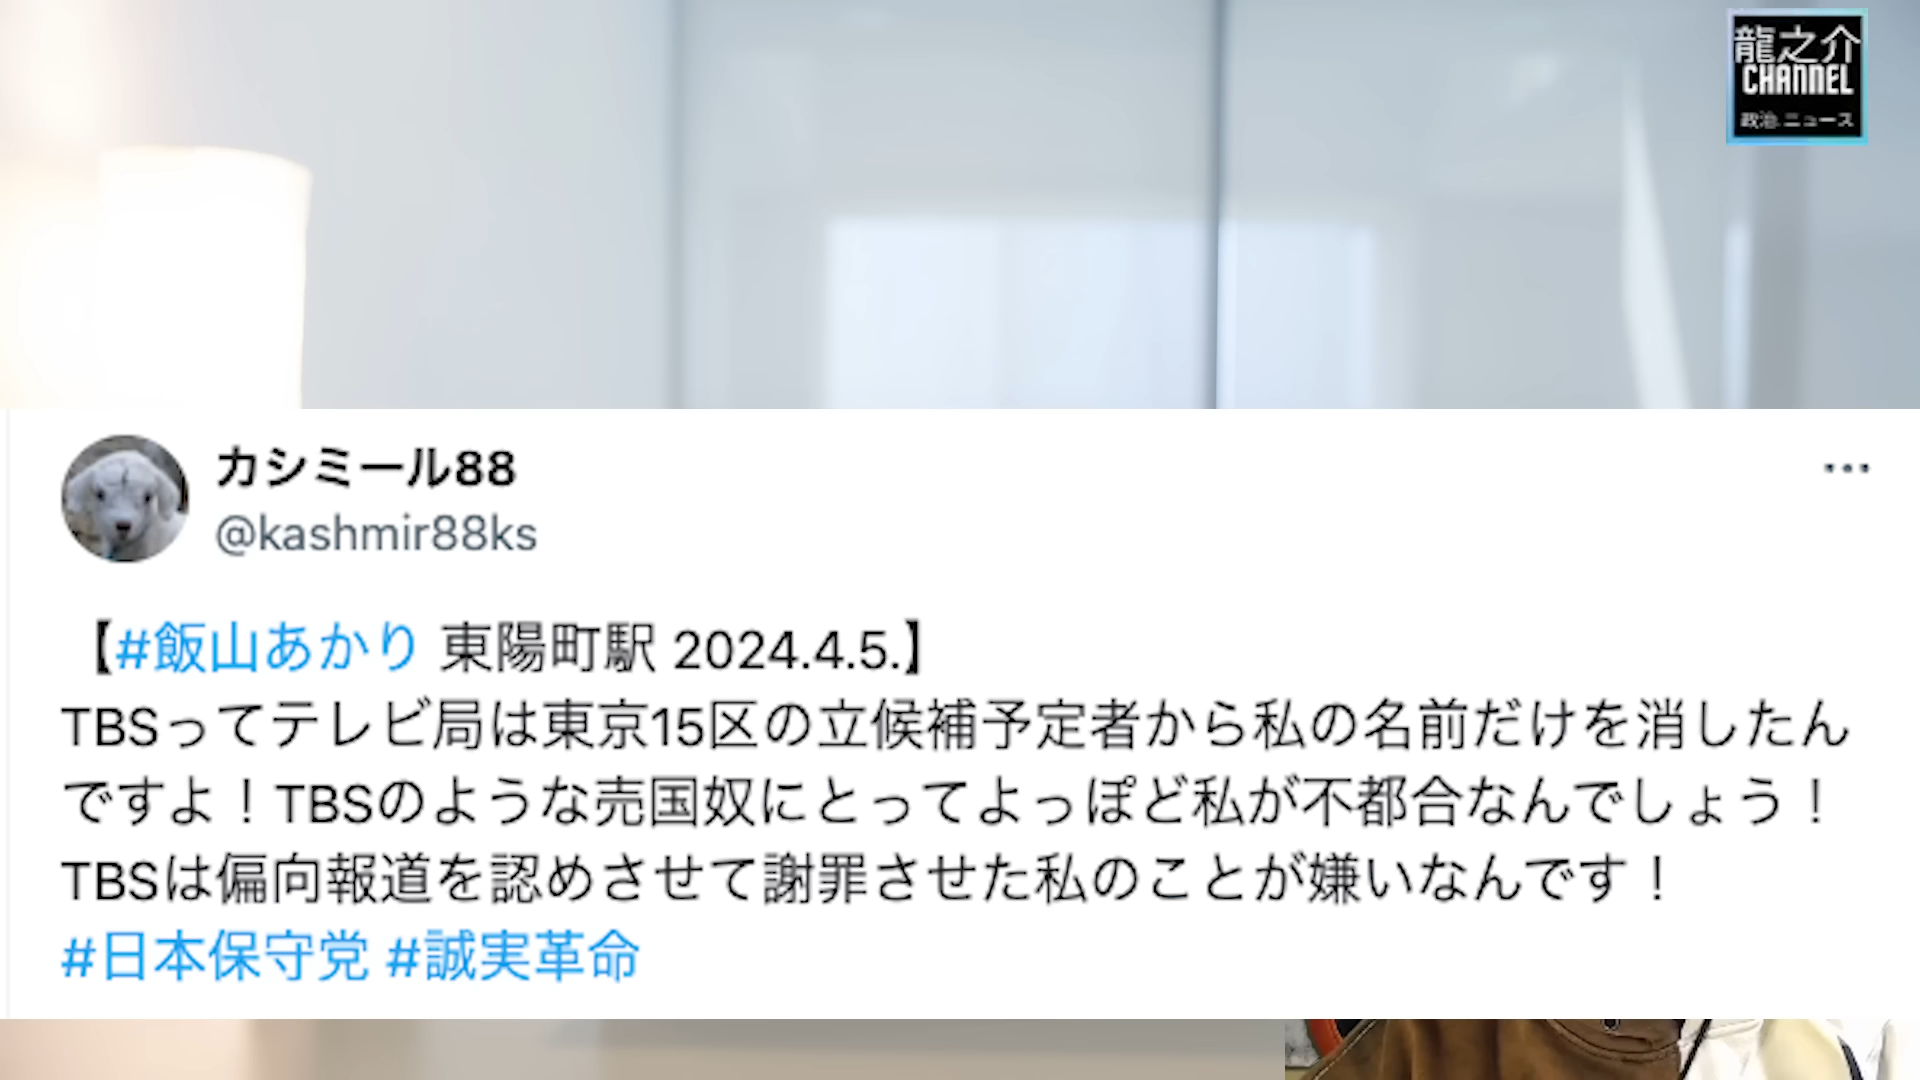 龍之介
CHANNEL
政治ニュース
カシミール88
@kashmir88ks
【#飯山あかり 東陽町駅 2024.4.5.】
TBSってテレビ局は東京15区の立候補予定者から私の名前だけを消したん
ですよ！TBSのような売国奴にとってよっぽど私が不都合なんでしょう！
TBSは偏向報道を認めさせて謝罪させた私のことが嫌いなんです！
#日本保守党 #誠実革命